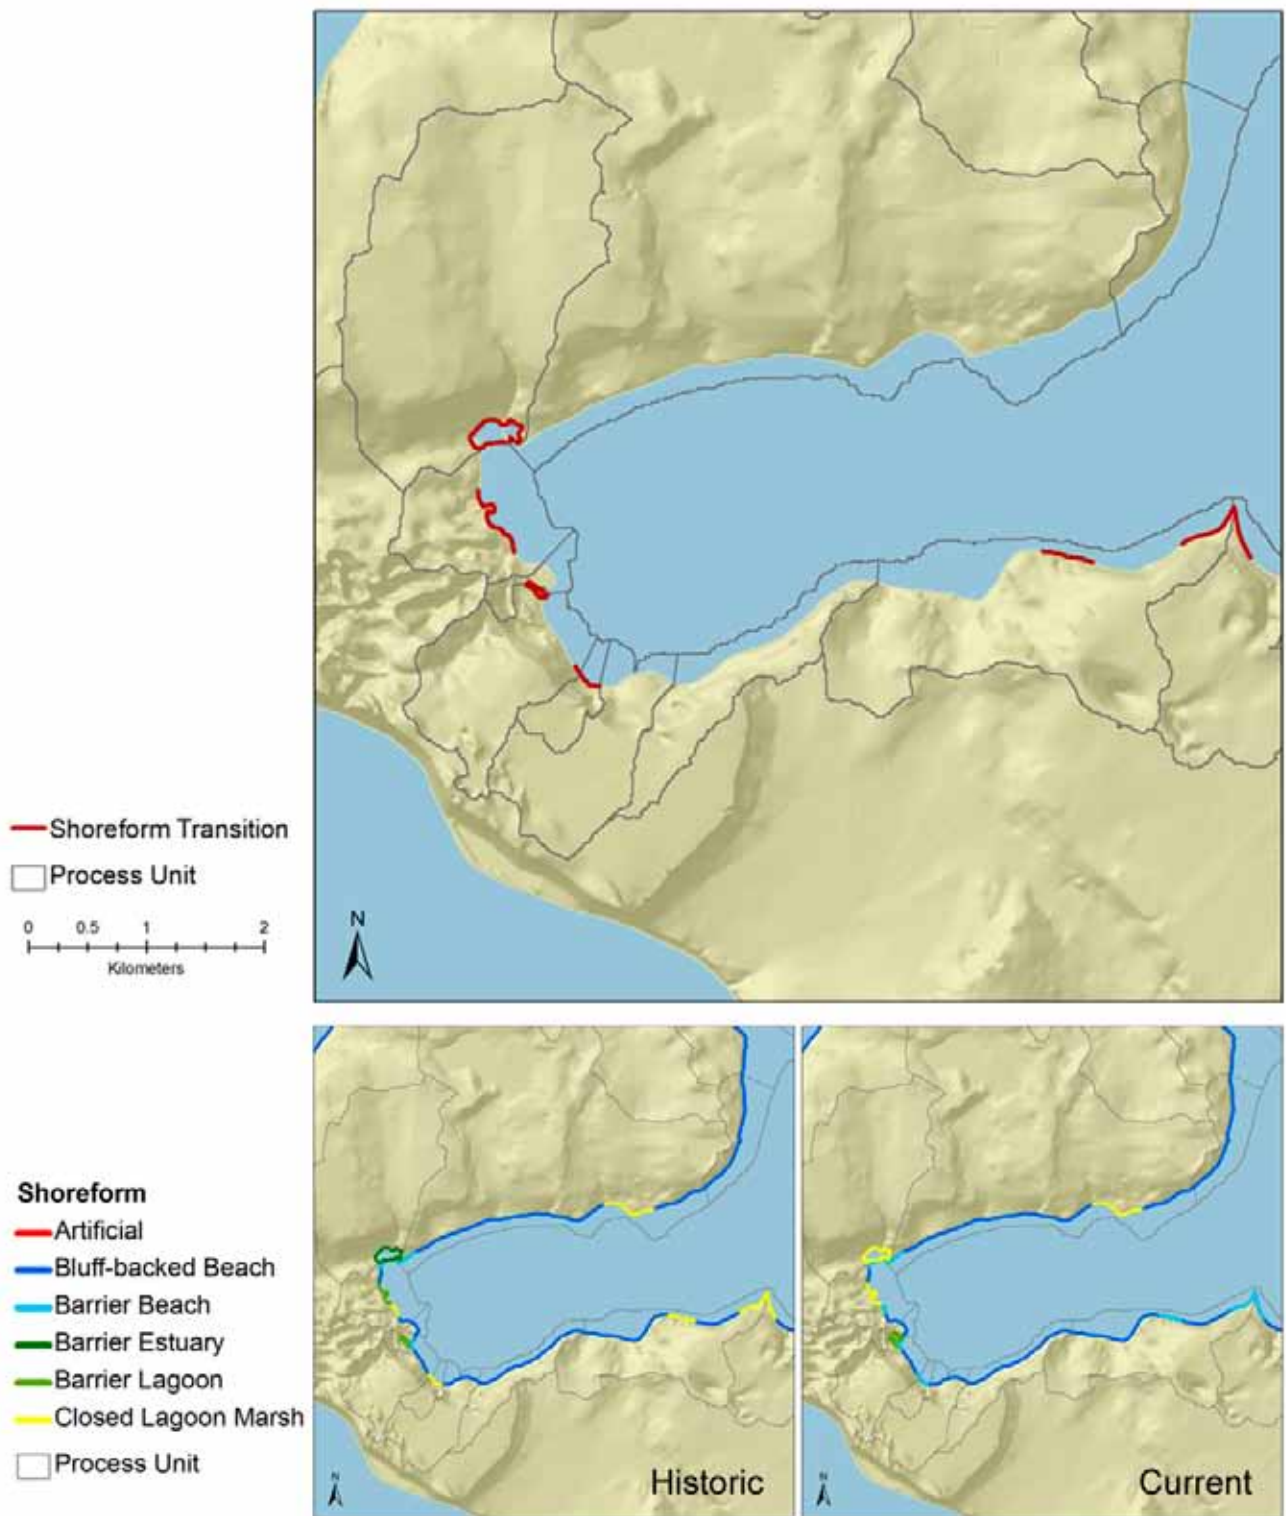 Shoreform Transition
Process Unit
0 0.5 1 2
Kilometers
N
Shoreform
Artificial
Bluff-backed Beach
Barrier Beach
Barrier Estuary
Barrier Lagoon
Closed Lagoon Marsh
Process Unit
N
Historic
N
Current